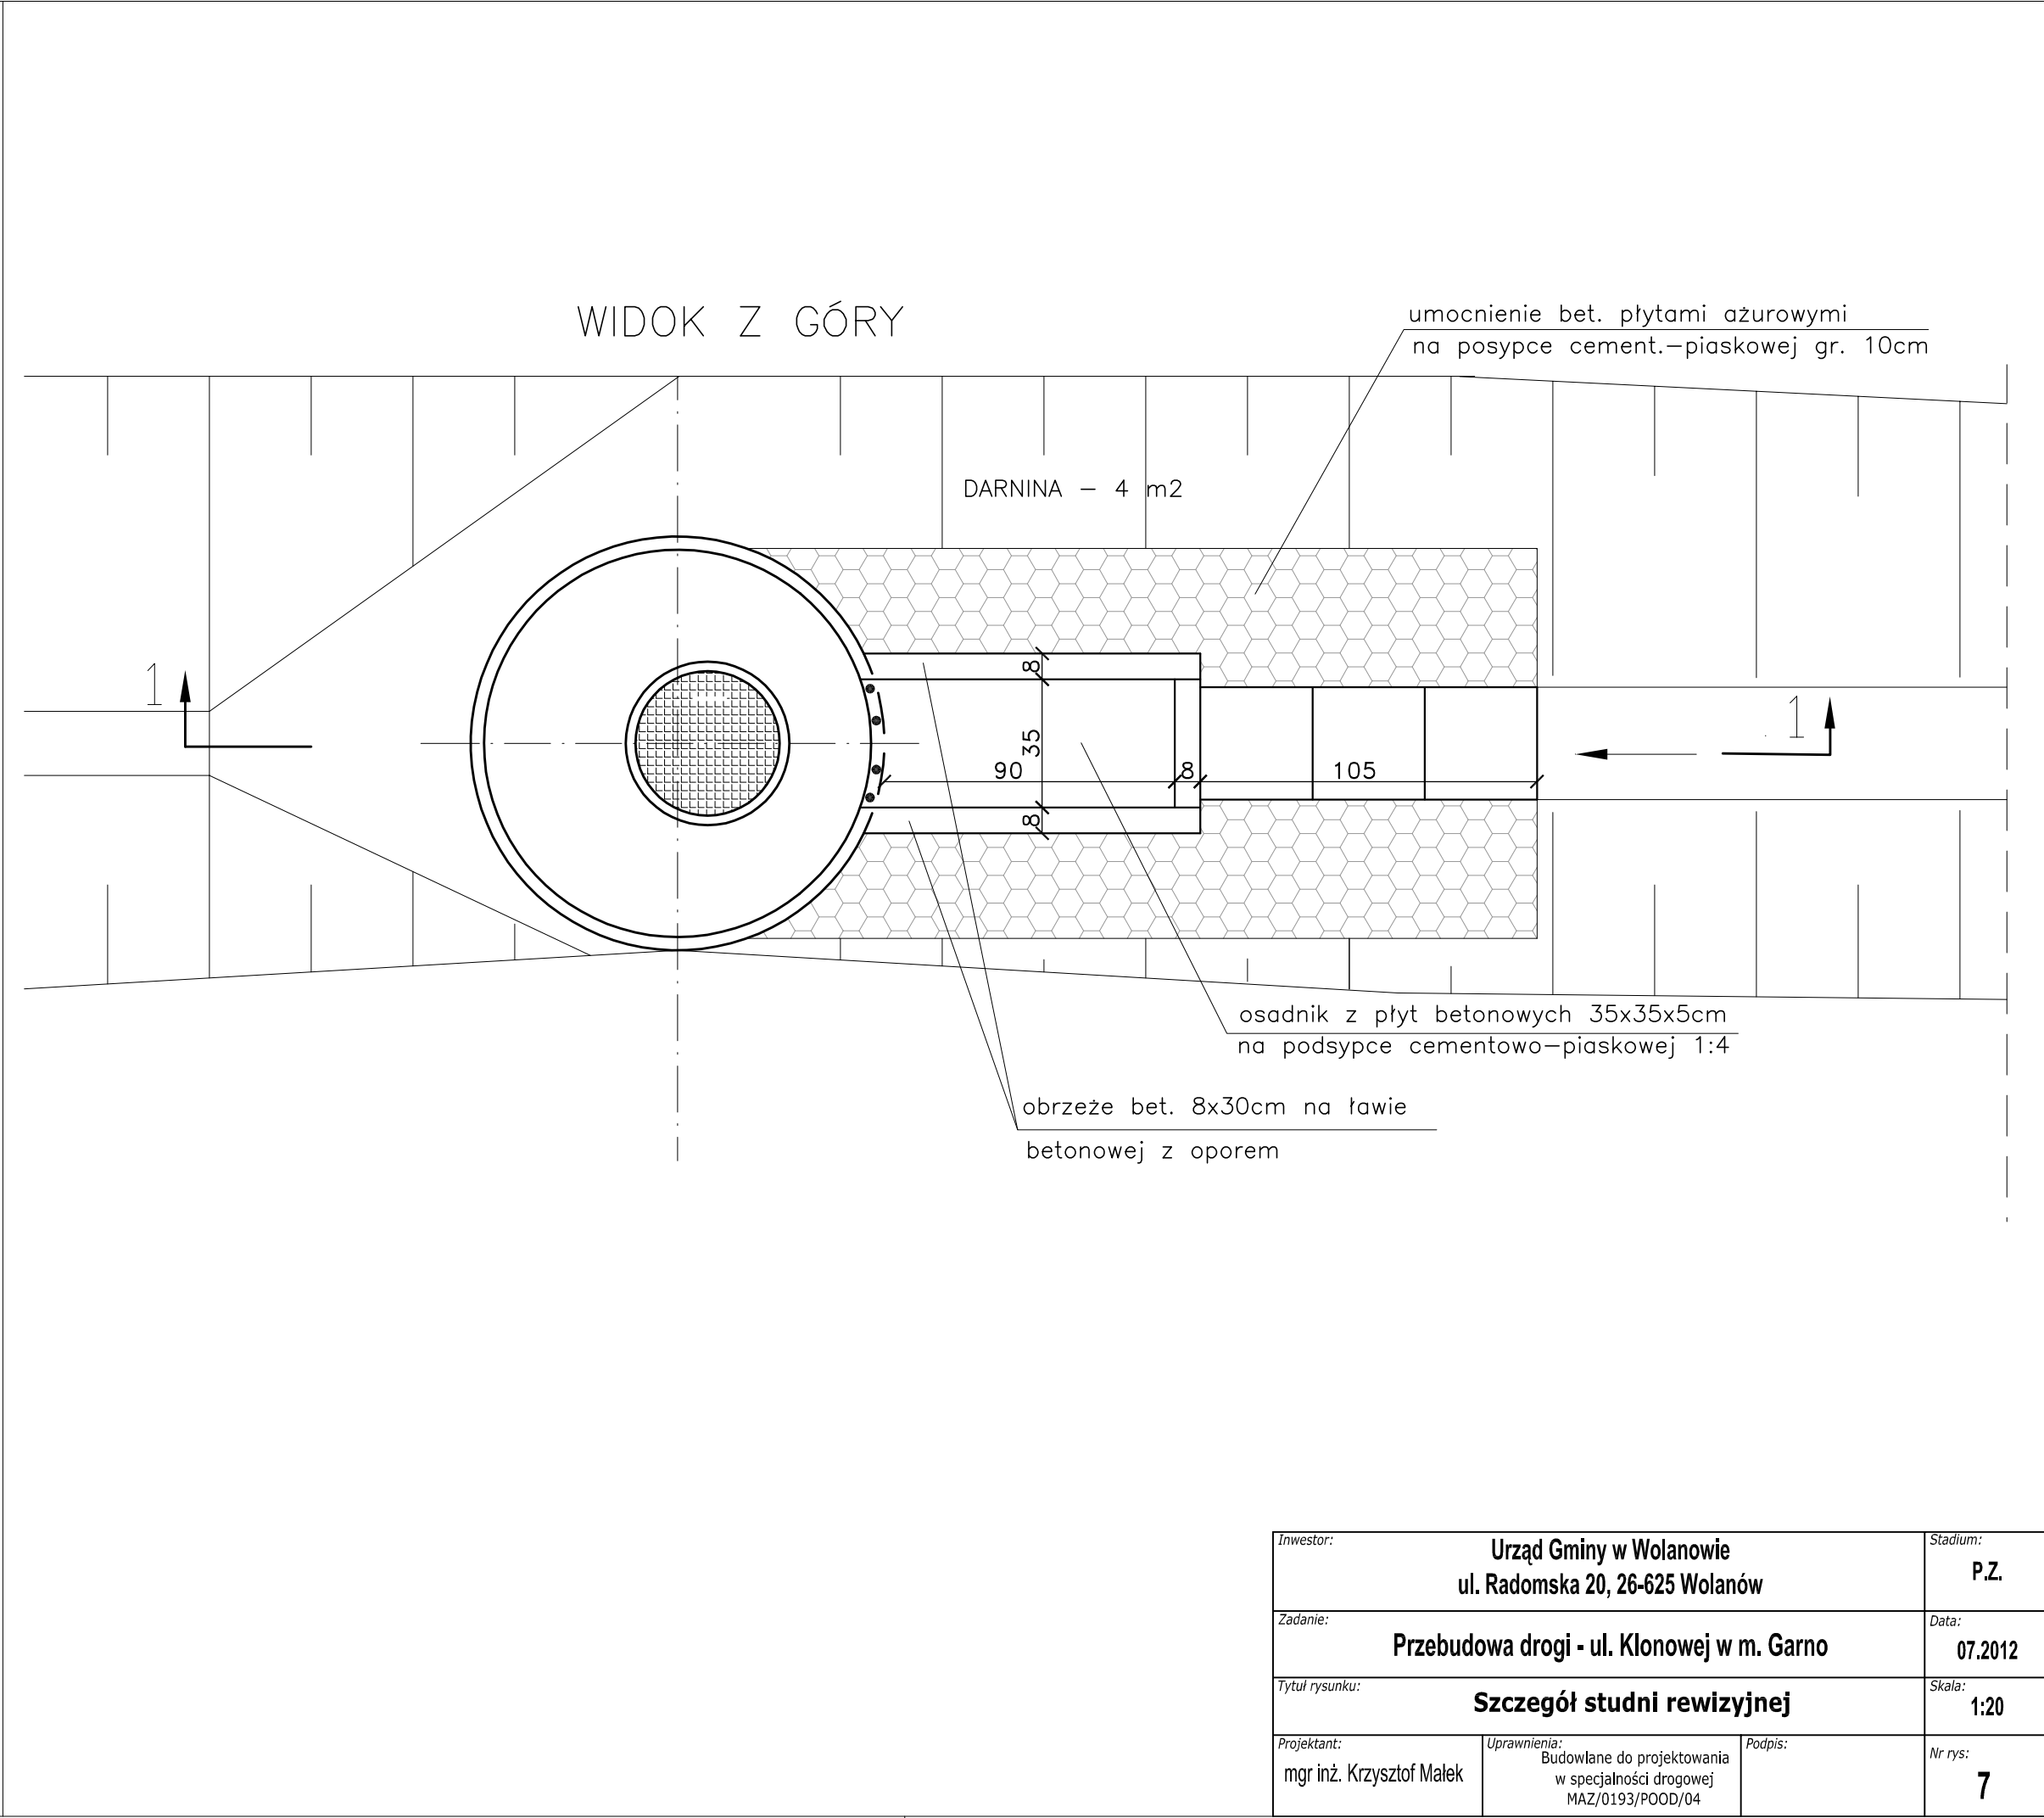 WIDOK Z GÓRY
umocnienie bet. płytami ażurowymi
na posypce cement.-piaskowej gr. 10cm
DARNINA - 4 m2
1
1
8
35
90
8
105
8
osadnik z płyt betonowych 35x35x5cm
na podsypce cementowo-piaskowej 1:4
obrzeże bet. 8x30cm na ławie
betonowej z oporem
Inwestor:
Urząd Gminy w Wolanowie
ul. Radomska 20, 26-625 Wolanów
Stadium:
P.Z.
Zadanie:
Przebudowa drogi - ul. Klonowej w m. Garno
Data:
07.2012
Tytuł rysunku:
Szczegół studni rewizyjnej
Skala:
1:20
Projektant:
mgr inż. Krzysztof Małek
Uprawnienia:
Budowlane do projektowania
w specjalności drogowej
MAZ/0193/POOD/04
Podpis:
Nr rys:
7